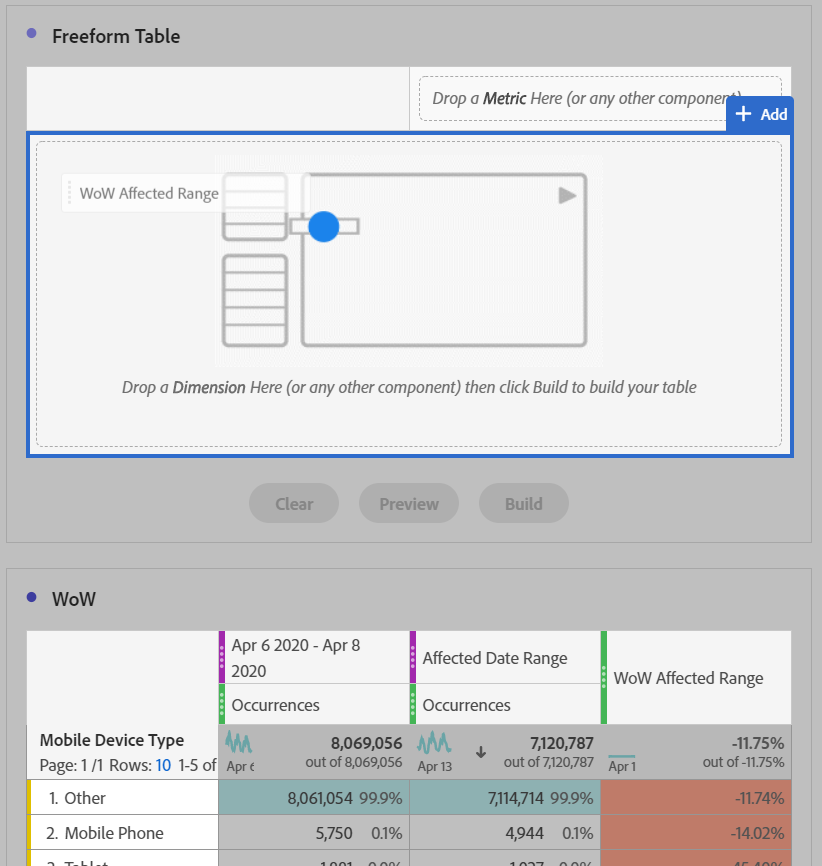 Freeform Table
Drop a Metric Here (or any other component)
+ Add
WoW Affected Range
Drop a Dimension Here (or any other component) then click Build to build your table
Clear
Preview
Build
WoW
Apr 6 2020 - Apr 8
2020
Affected Date Range
WoW Affected Range
Occurrences
Occurrences
Mobile Device Type
Page: 1 /1 Rows: 10 1-5 of
Apr 6
8,069,056
out of 8,069,056
Apr 13
7,120,787
out of 7,120,787
Apr 1
-11.75%
out of -11.75%
1. Other 8,061,054 99.9% 7,114,714 99.9% -11.74%
2. Mobile Phone 5,750 0.1% 4,944 0.1% -14.02%
3. Tablet